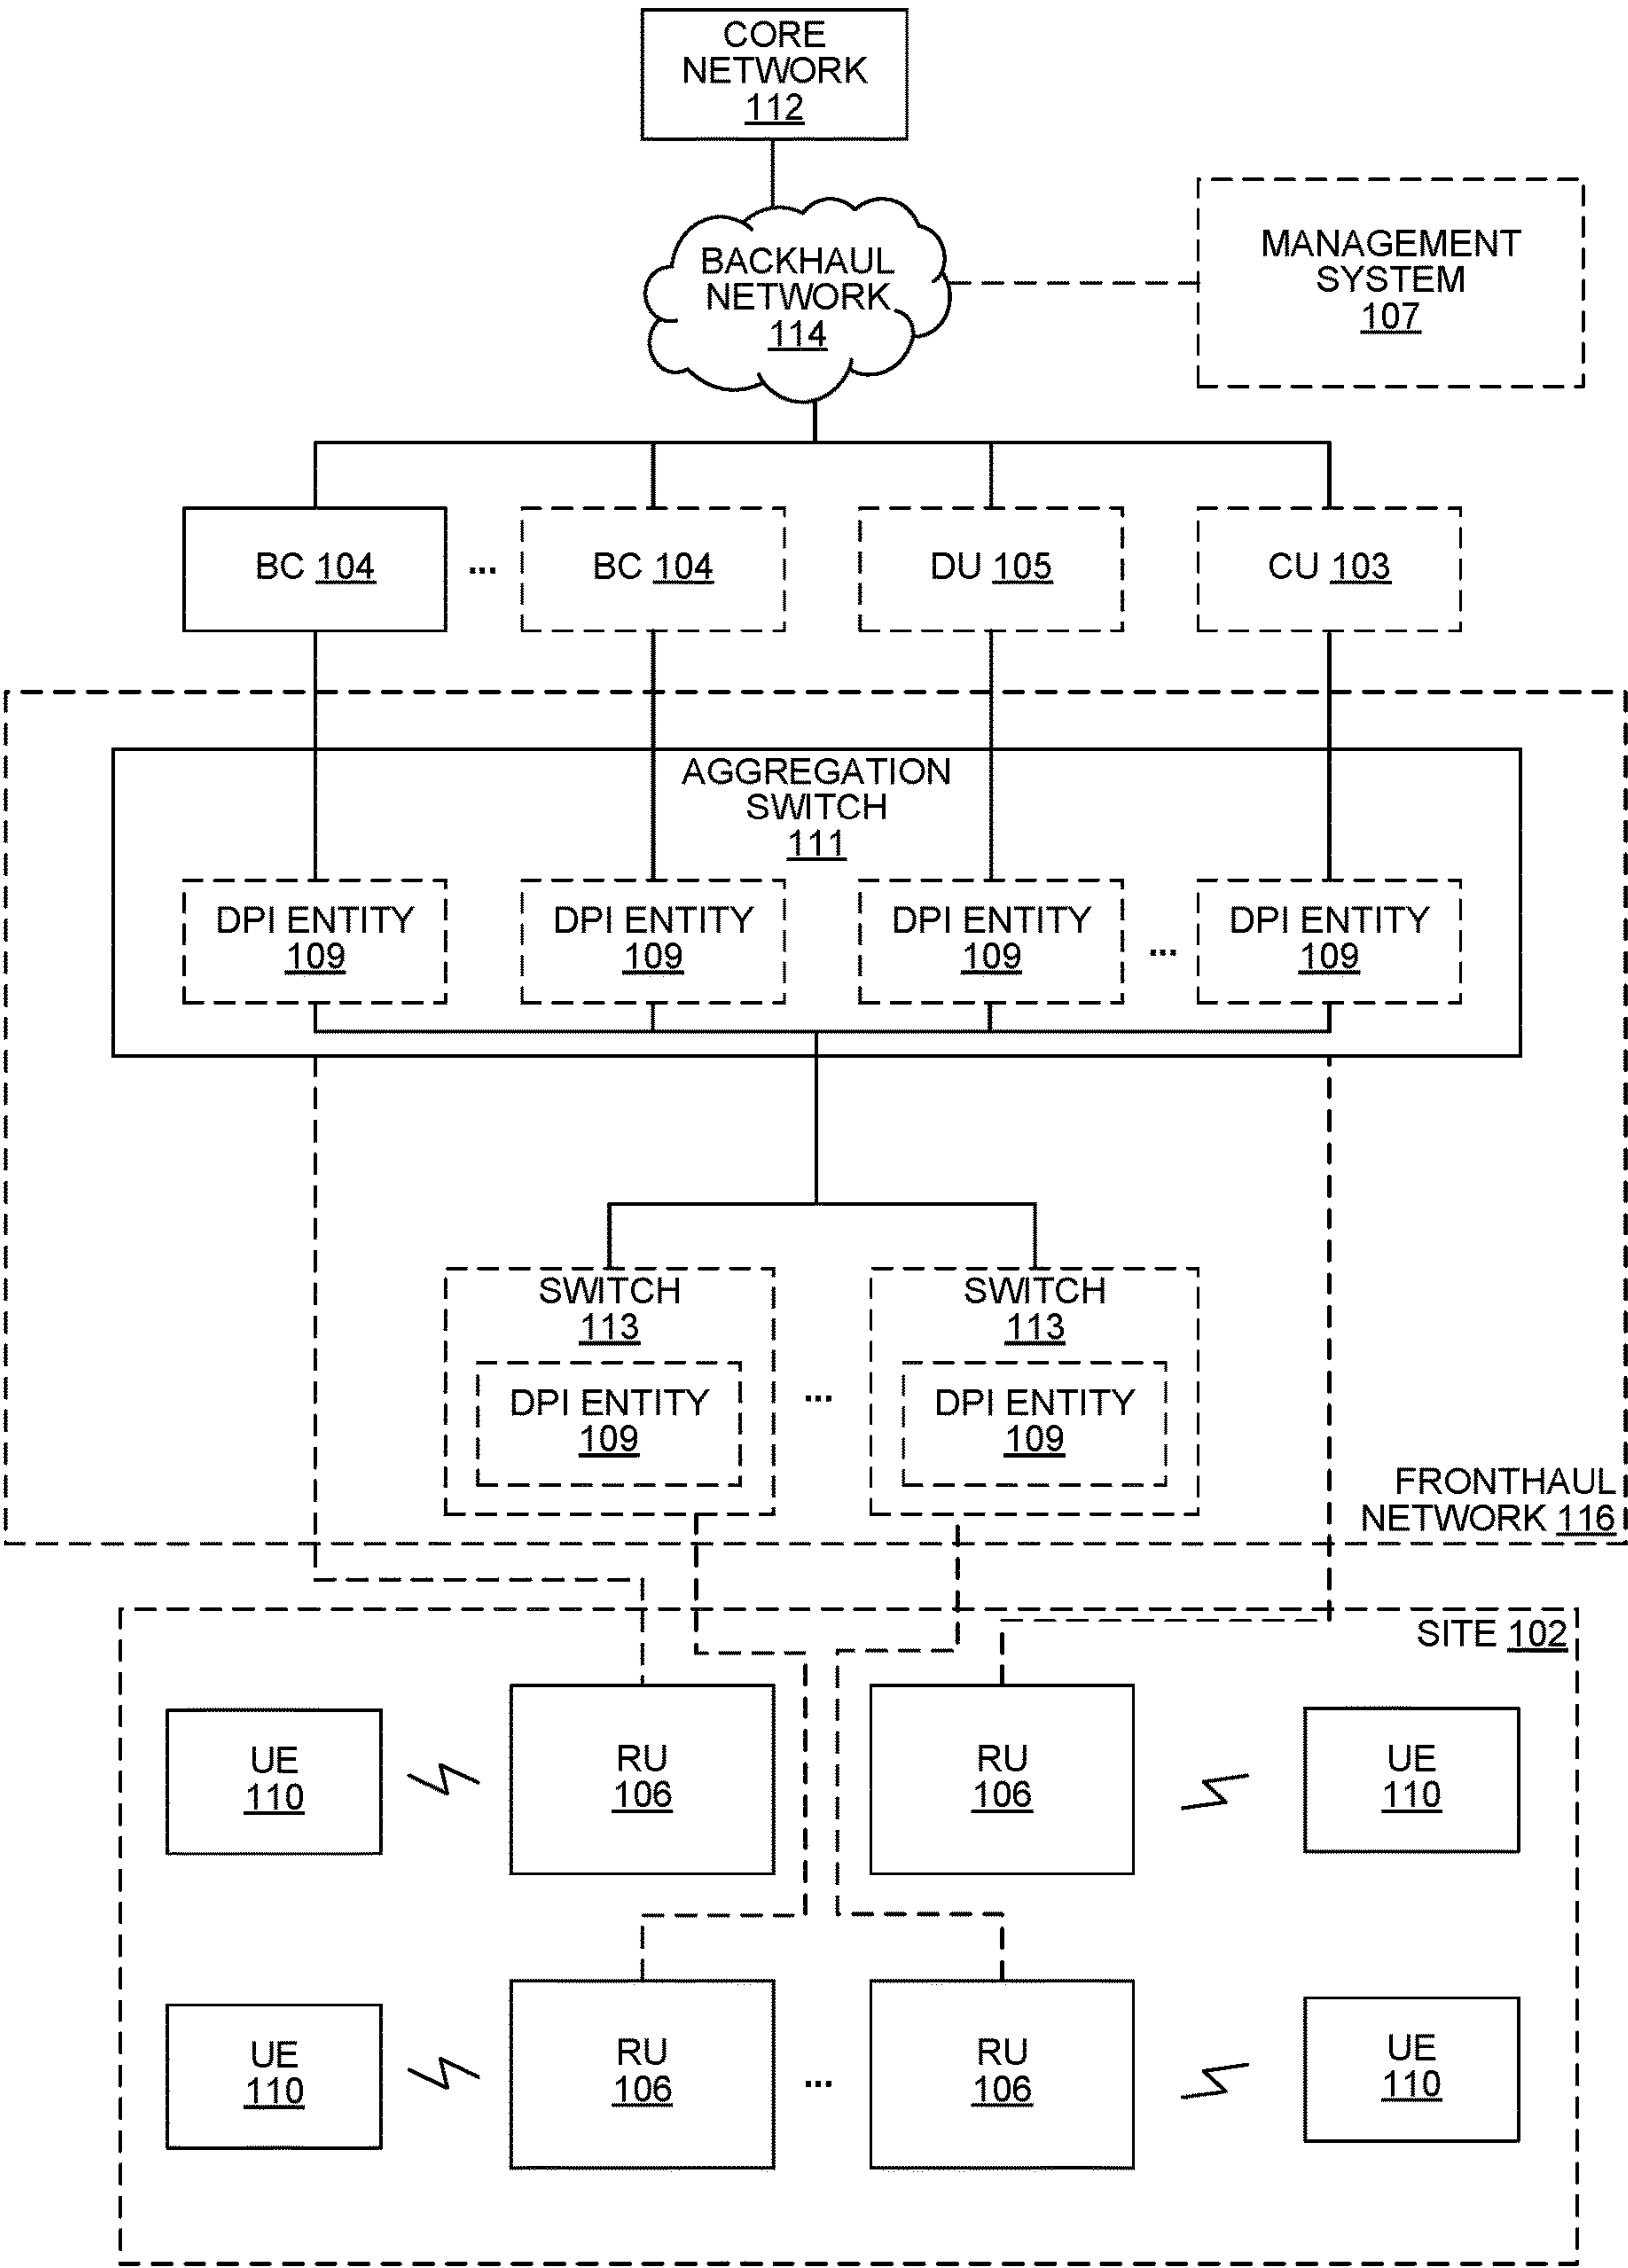 CORE
NETWORK
112
BACKHAUL
NETWORK
114
MANAGEMENT
SYSTEM
107
BC 104
...
BC 104
DU 105
CU 103
AGGREGATION
SWITCH
111
DPI ENTITY
109
DPI ENTITY
109
DPI ENTITY
109
...
DPI ENTITY
109
SWITCH
113
DPI ENTITY
109
...
SWITCH
113
DPI ENTITY
109
FRONTHAUL
NETWORK 116
SITE 102
UE
110
RU
106
RU
106
UE
110
UE
110
RU
106
...
RU
106
UE
110